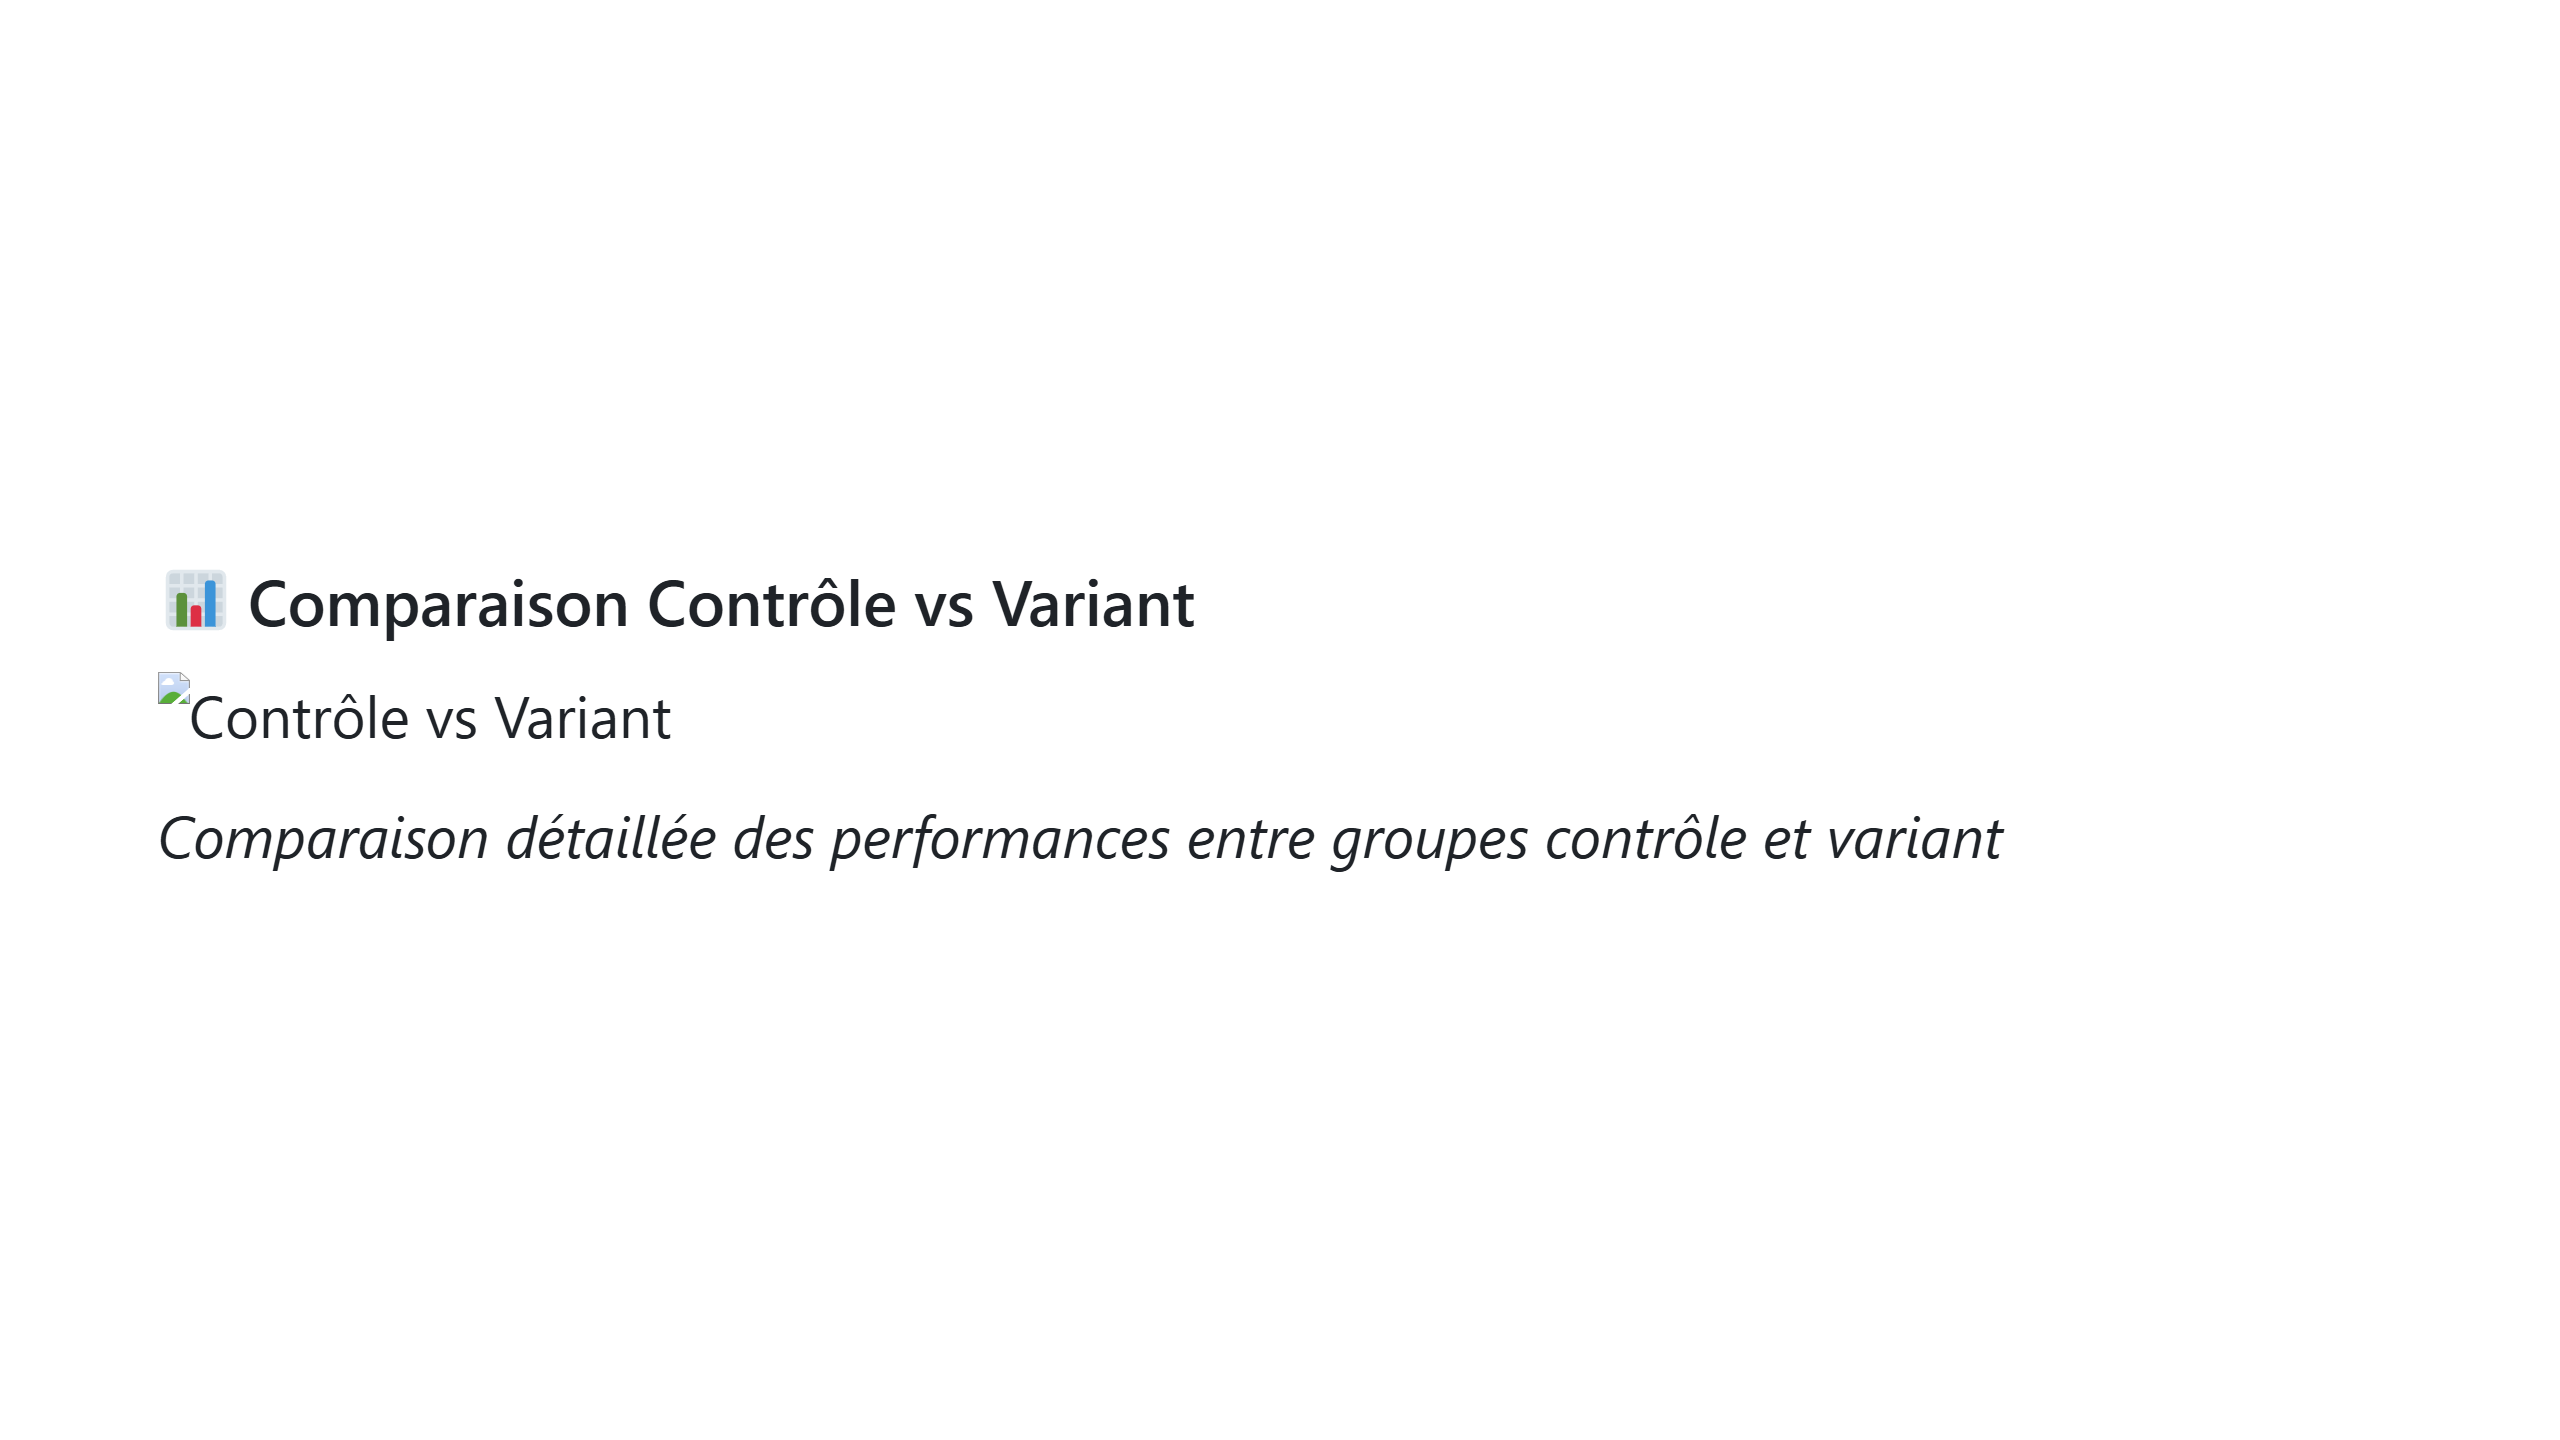 📊 Comparaison Contrôle vs Variant
Contrôle vs Variant
Comparaison détaillée des performances entre groupes contrôle et variant